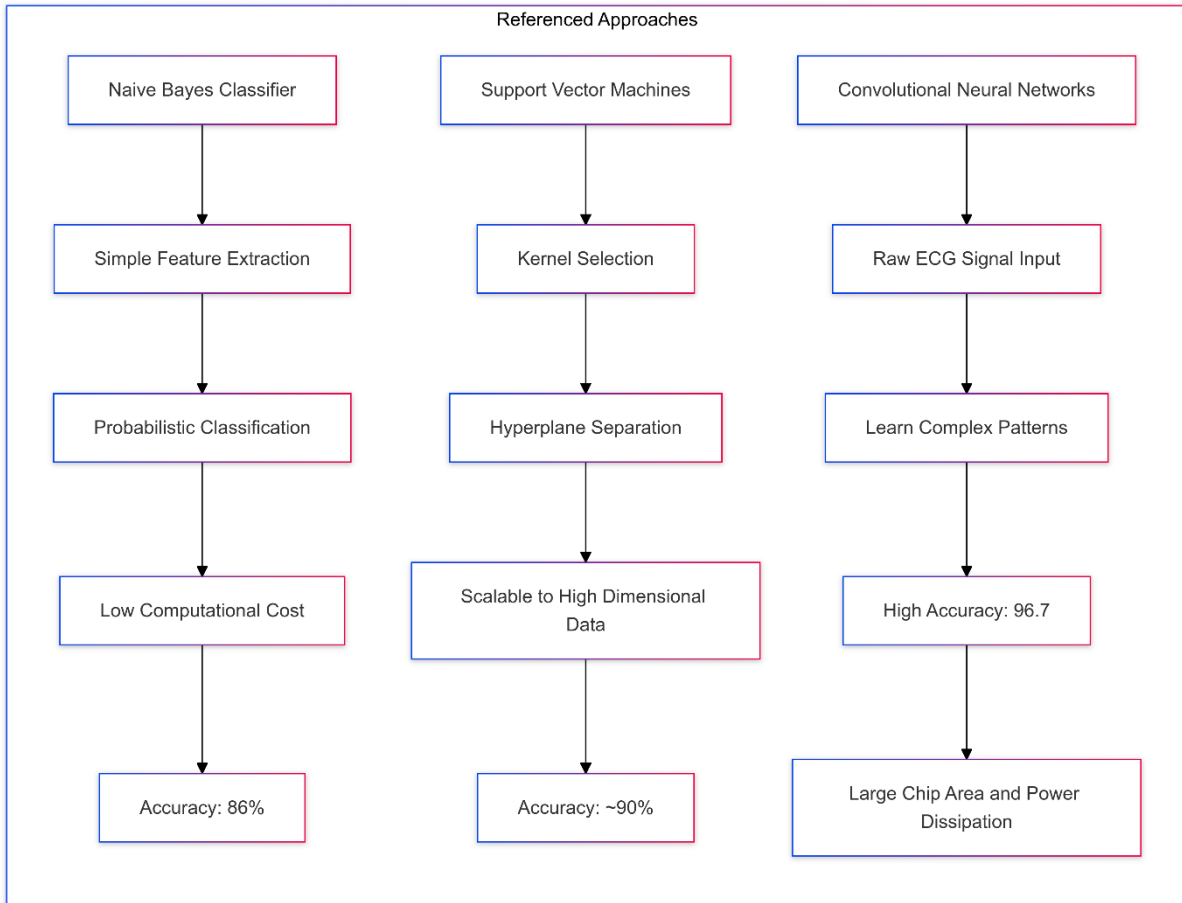 Referenced Approaches
Naive Bayes Classifier
Support Vector Machines
Convolutional Neural Networks
Simple Feature Extraction
Kernel Selection
Raw ECG Signal Input
Probabilistic Classification
Hyperplane Separation
Learn Complex Patterns
Low Computational Cost
Scalable to High Dimensional
Data
High Accuracy: 96.7
Accuracy: 86%
Accuracy: ~90%
Large Chip Area and Power
Dissipation